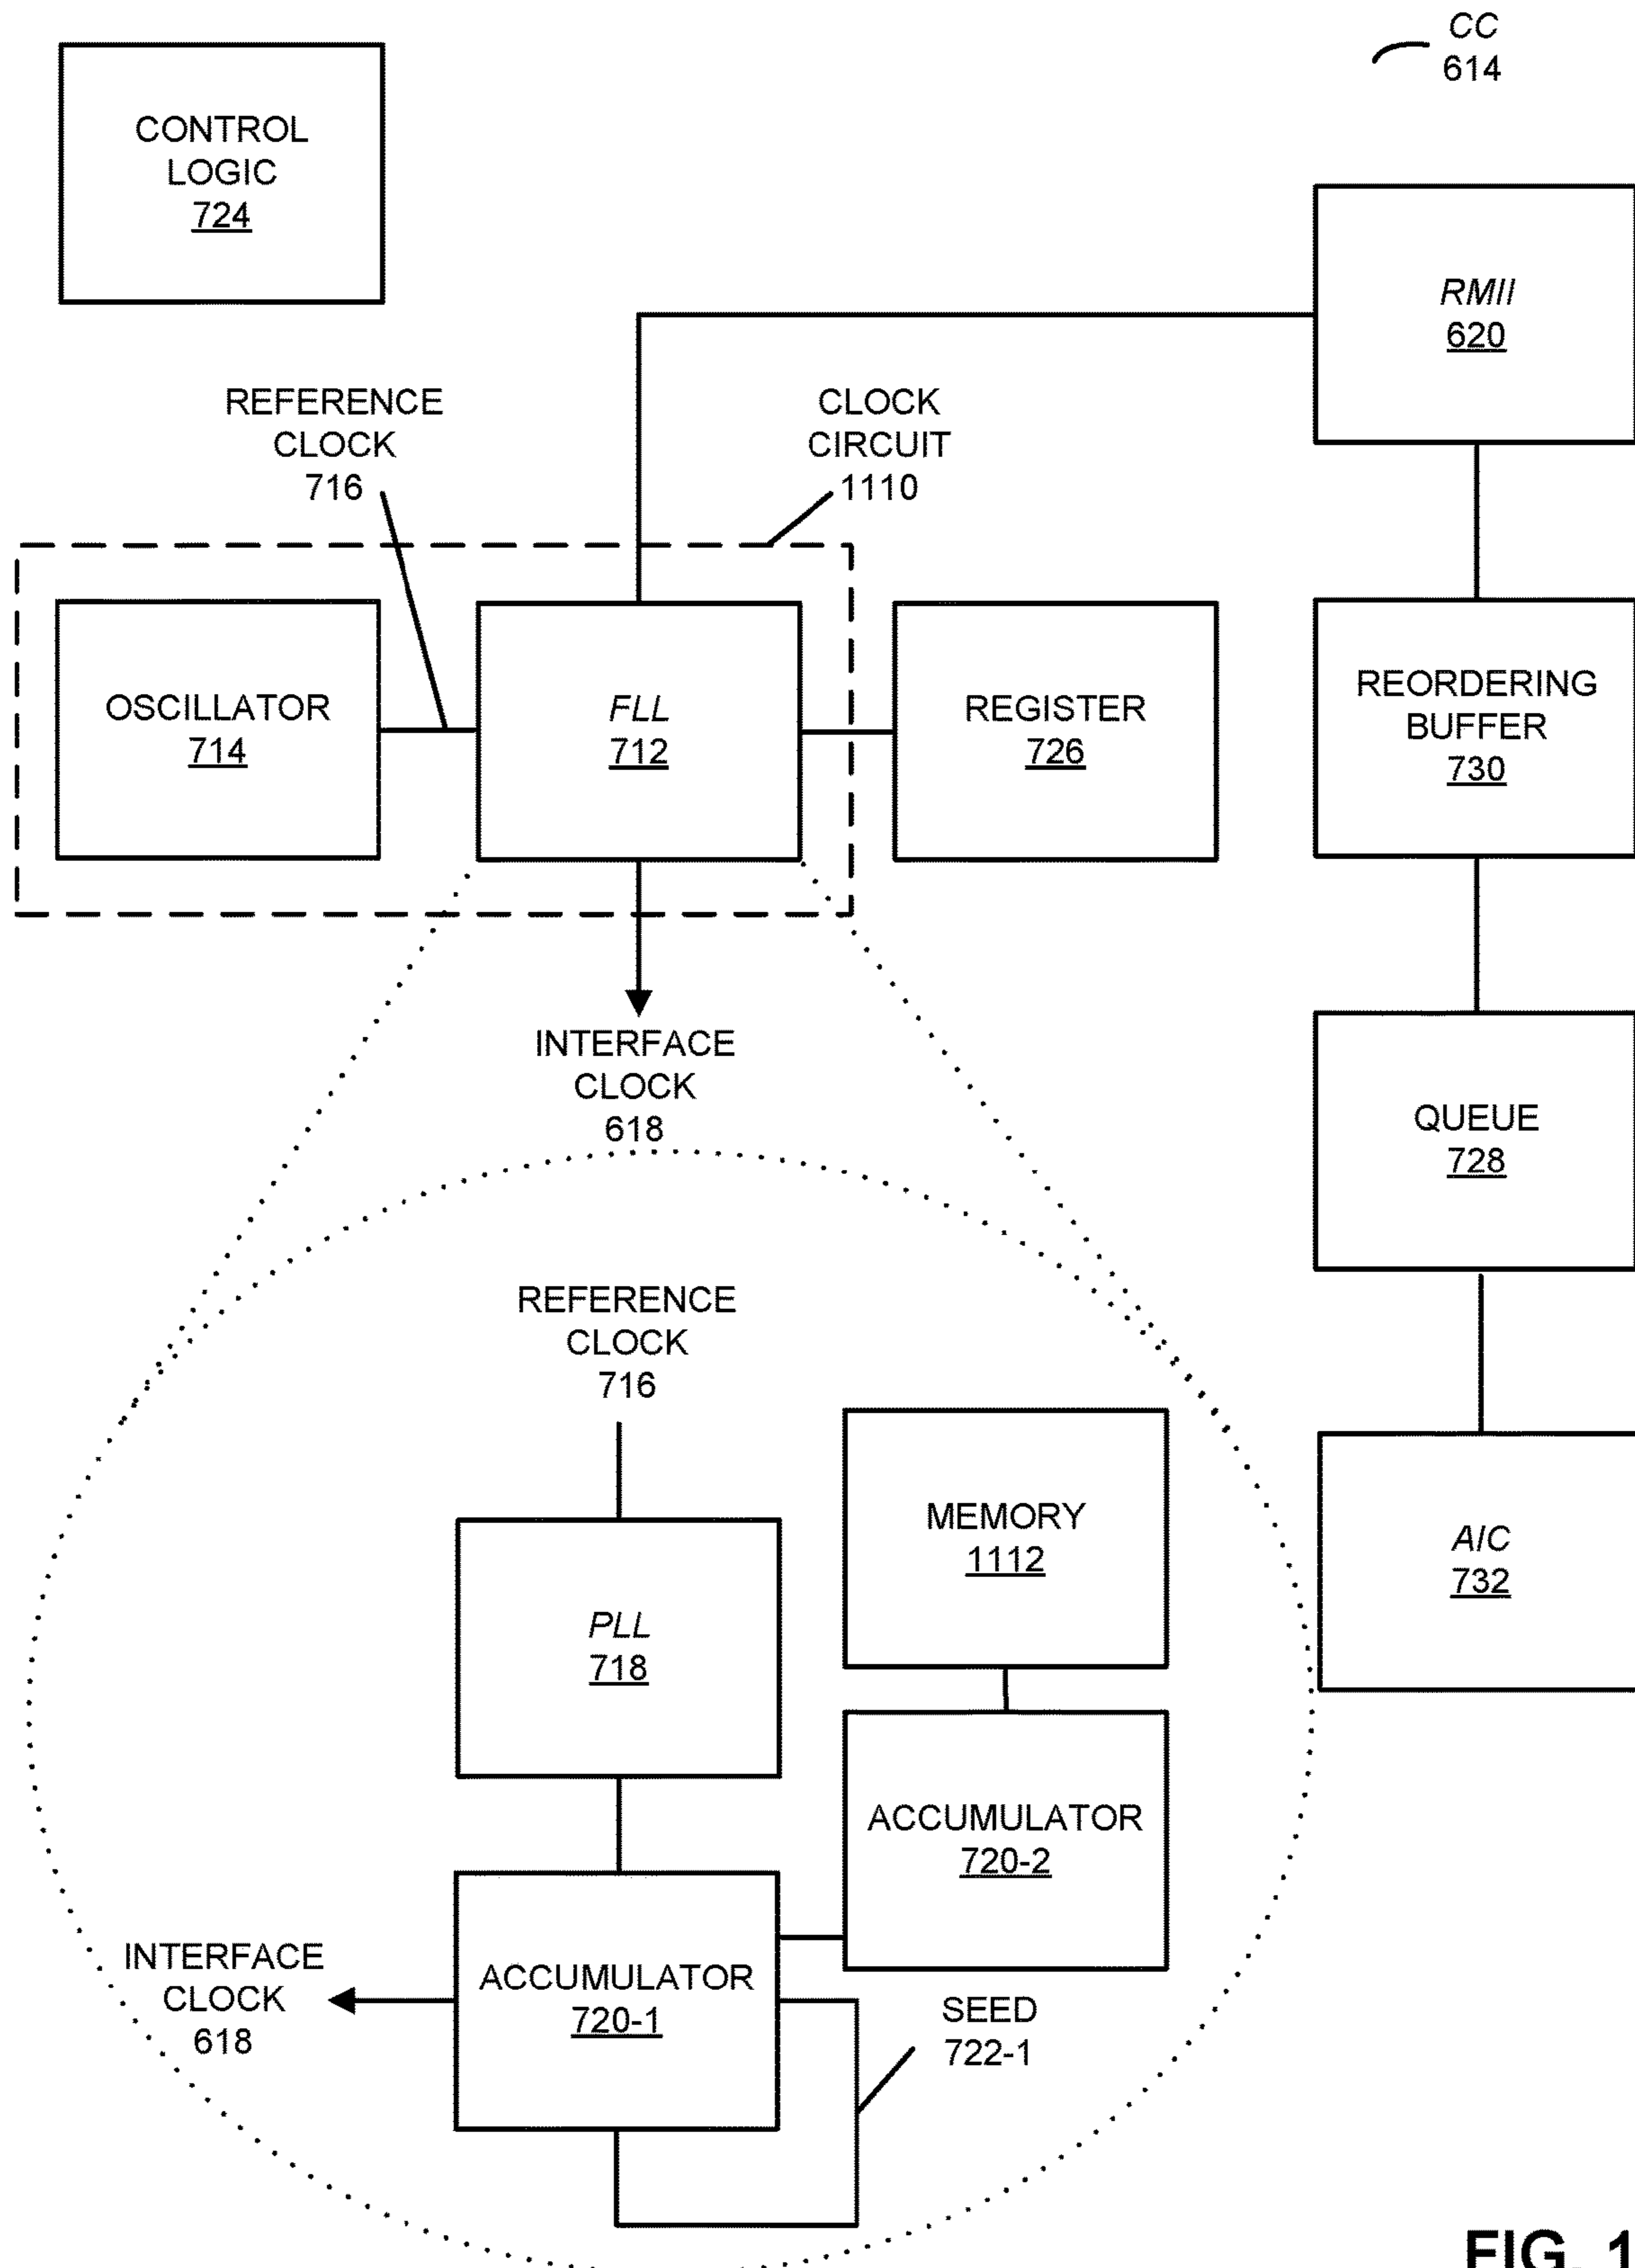 CC
614
CONTROL
LOGIC
724
RMII
620
REFERENCE
CLOCK
716
CLOCK
CIRCUIT
1110
OSCILLATOR
714
FLL
712
REGISTER
726
REORDERING
BUFFER
730
INTERFACE
CLOCK
618
QUEUE
728
REFERENCE
CLOCK
716
MEMORY
1112
AIC
732
PLL
718
ACCUMULATOR
720-2
INTERFACE
CLOCK
618
ACCUMULATOR
720-1
SEED
722-1
FIG. 1